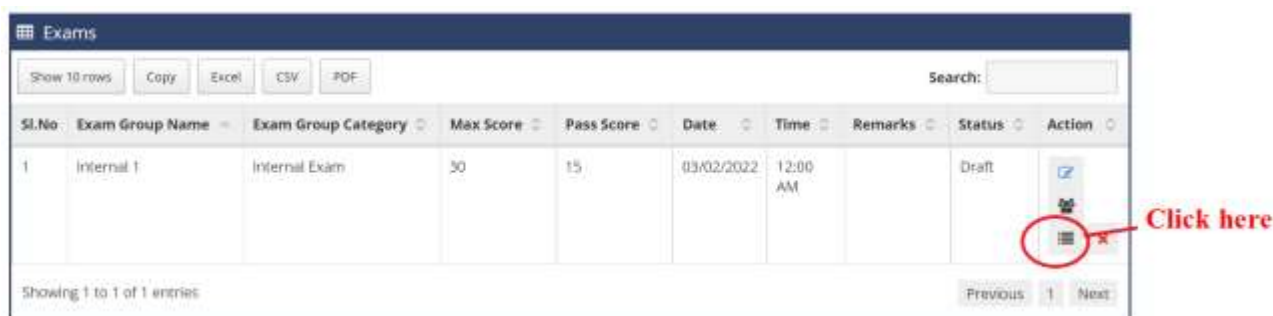 Exams
Show 10 rows Copy Excel CSV PDF Search:
Sl.No Exam Group Name Exam Group Category Max Score Pass Score Date Time Remarks Status Action
1 Internal 1 Internal Exam 30 15 03/02/2022 12:00 Draft
AM
Click here
Showing 1 to 1 of 1 entries Previous 1 Next